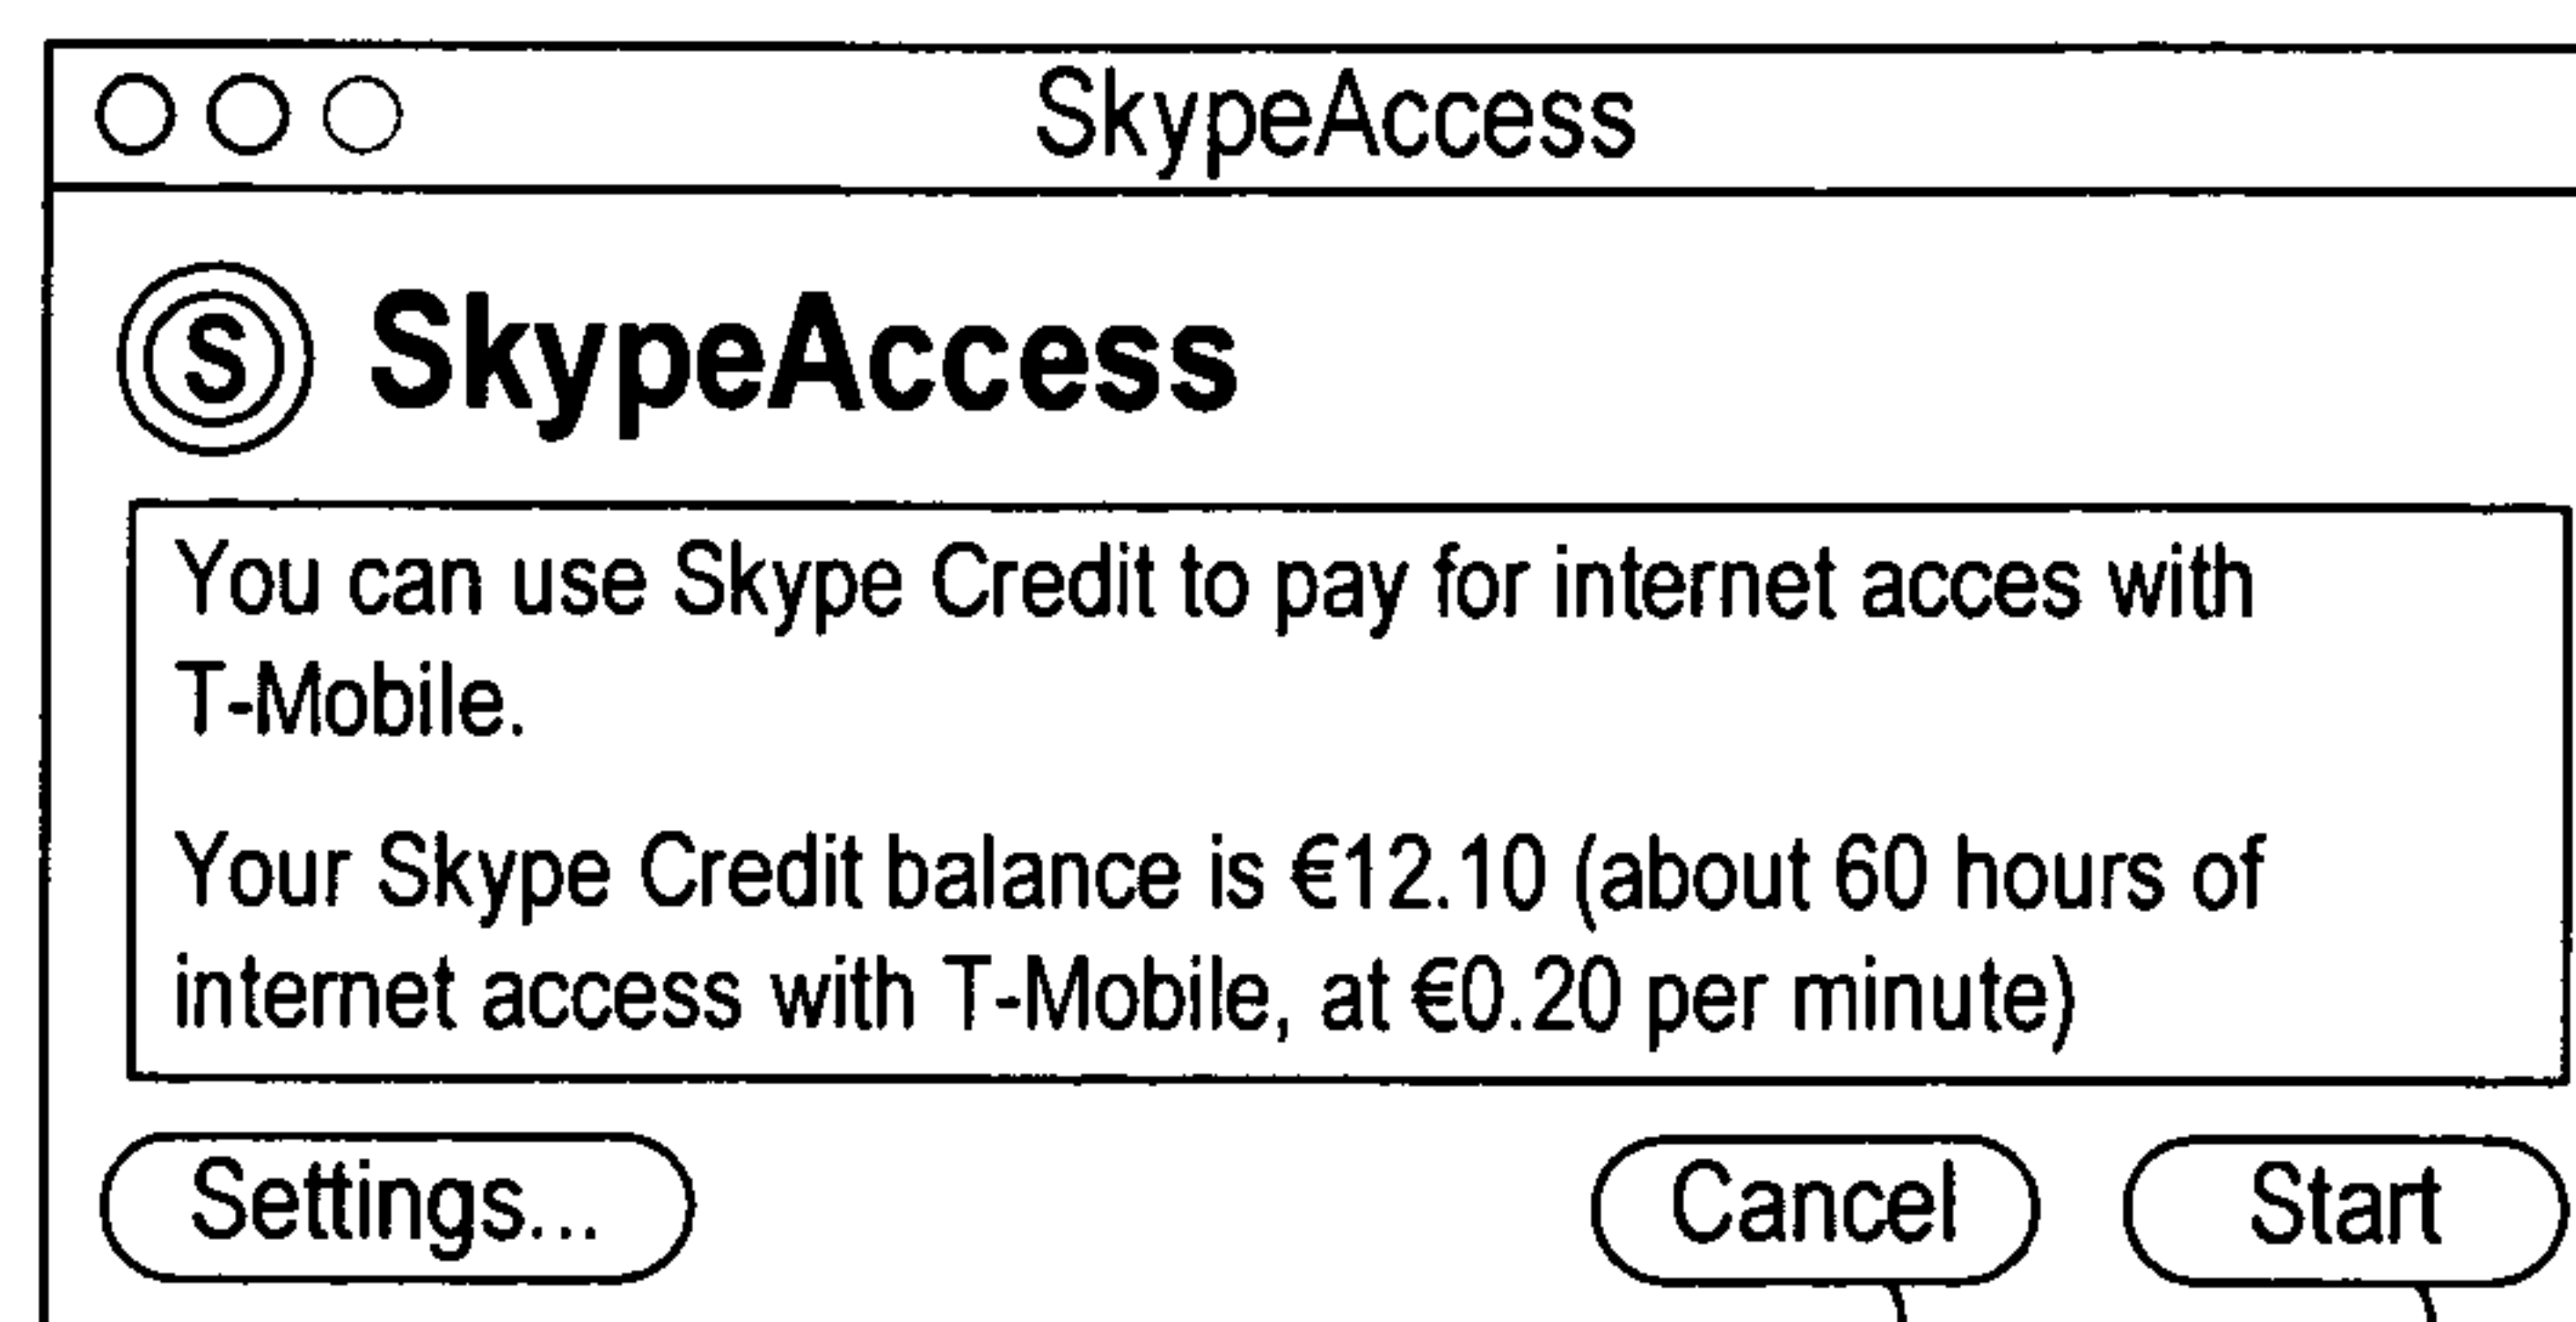 SkypeAccess
S SkypeAccess
You can use Skype Credit to pay for internet acces with
T-Mobile.
Your Skype Credit balance is €12.10 (about 60 hours of
internet access with T-Mobile, at €0.20 per minute)
Settings... Cancel Start